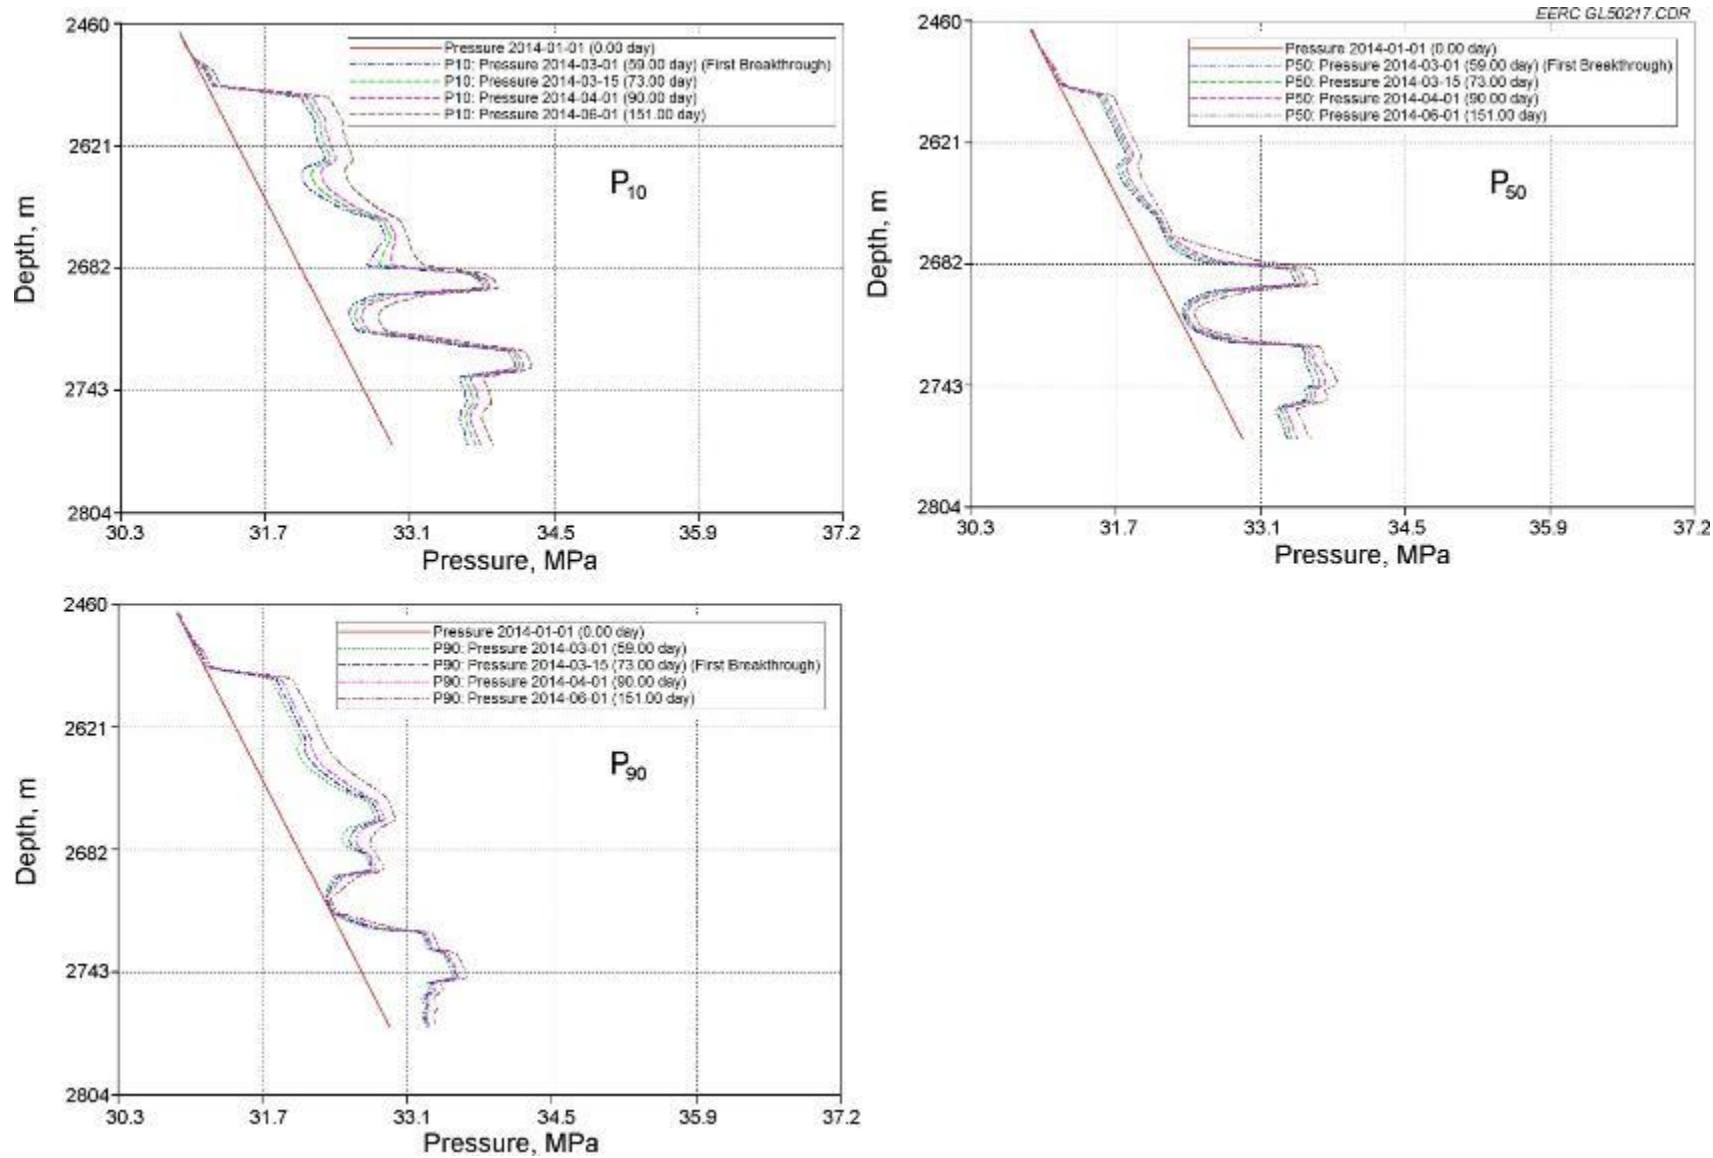 EERC GL50217.CDR
2460
Pressure 2014-01-01 (0.00 day)
P10: Pressure 2014-03-01 (59.00 day) (First Breakthrough)
P10: Pressure 2014-03-15 (73.00 day)
P10: Pressure 2014-04-01 (90.00 day)
P10: Pressure 2014-06-01 (151.00 day)
2621
P10
Depth, m
2682
2743
2804
30.3 31.7 33.1 34.5 35.9 37.2
Pressure, MPa
2460
Pressure 2014-01-01 (0.00 day)
P50: Pressure 2014-03-01 (59.00 day) (First Breakthrough)
P50: Pressure 2014-03-15 (73.00 day)
P50: Pressure 2014-04-01 (90.00 day)
P50: Pressure 2014-06-01 (151.00 day)
2621
P50
Depth, m
2682
2743
2804
30.3 31.7 33.1 34.5 35.9 37.2
Pressure, MPa
2460
Pressure 2014-01-01 (0.00 day)
P90: Pressure 2014-03-01 (59.00 day)
P90: Pressure 2014-03-15 (73.00 day) (First Breakthrough)
P90: Pressure 2014-04-01 (90.00 day)
P90: Pressure 2014-06-01 (151.00 day)
2621
P90
Depth, m
2682
2743
2804
30.3 31.7 33.1 34.5 35.9 37.2
Pressure, MPa